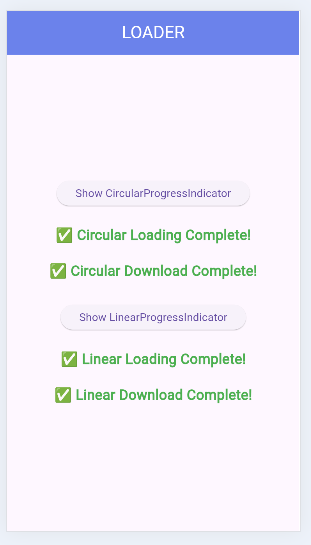 LOADER
Show CircularProgressIndicator
✅ Circular Loading Complete!
✅ Circular Download Complete!
Show LinearProgressIndicator
✅ Linear Loading Complete!
✅ Linear Download Complete!